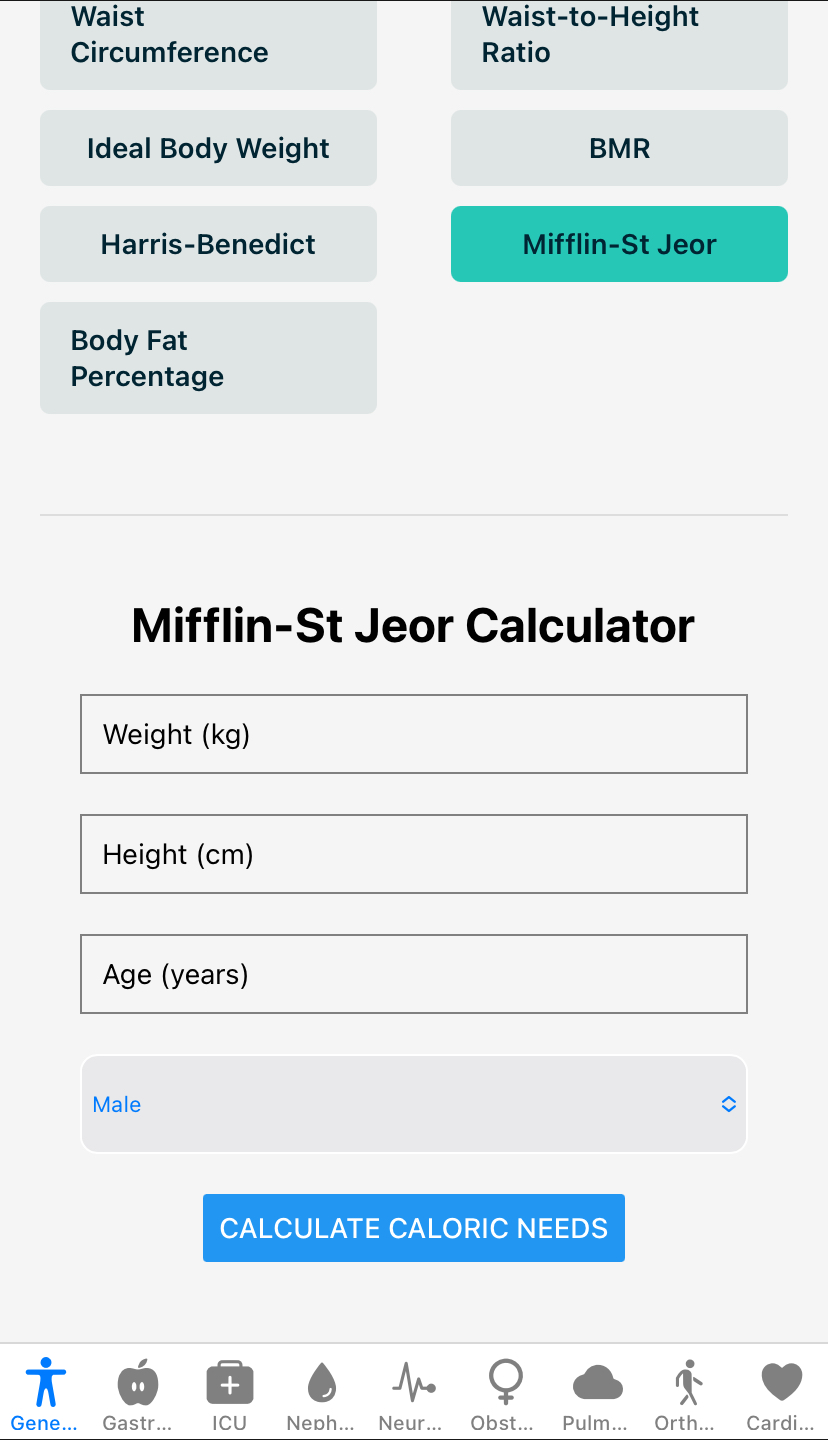 Waist
Circumference
Waist-to-Height
Ratio
Ideal Body Weight
BMR
Harris-Benedict
Mifflin-St Jeor
Body Fat
Percentage
Mifflin-St Jeor Calculator
Weight (kg)
Height (cm)
Age (years)
Male
CALCULATE CALORIC NEEDS
Gene...
Gastr...
ICU
Neph...
Neur...
Obst...
Pulm...
Orth...
Cardi...